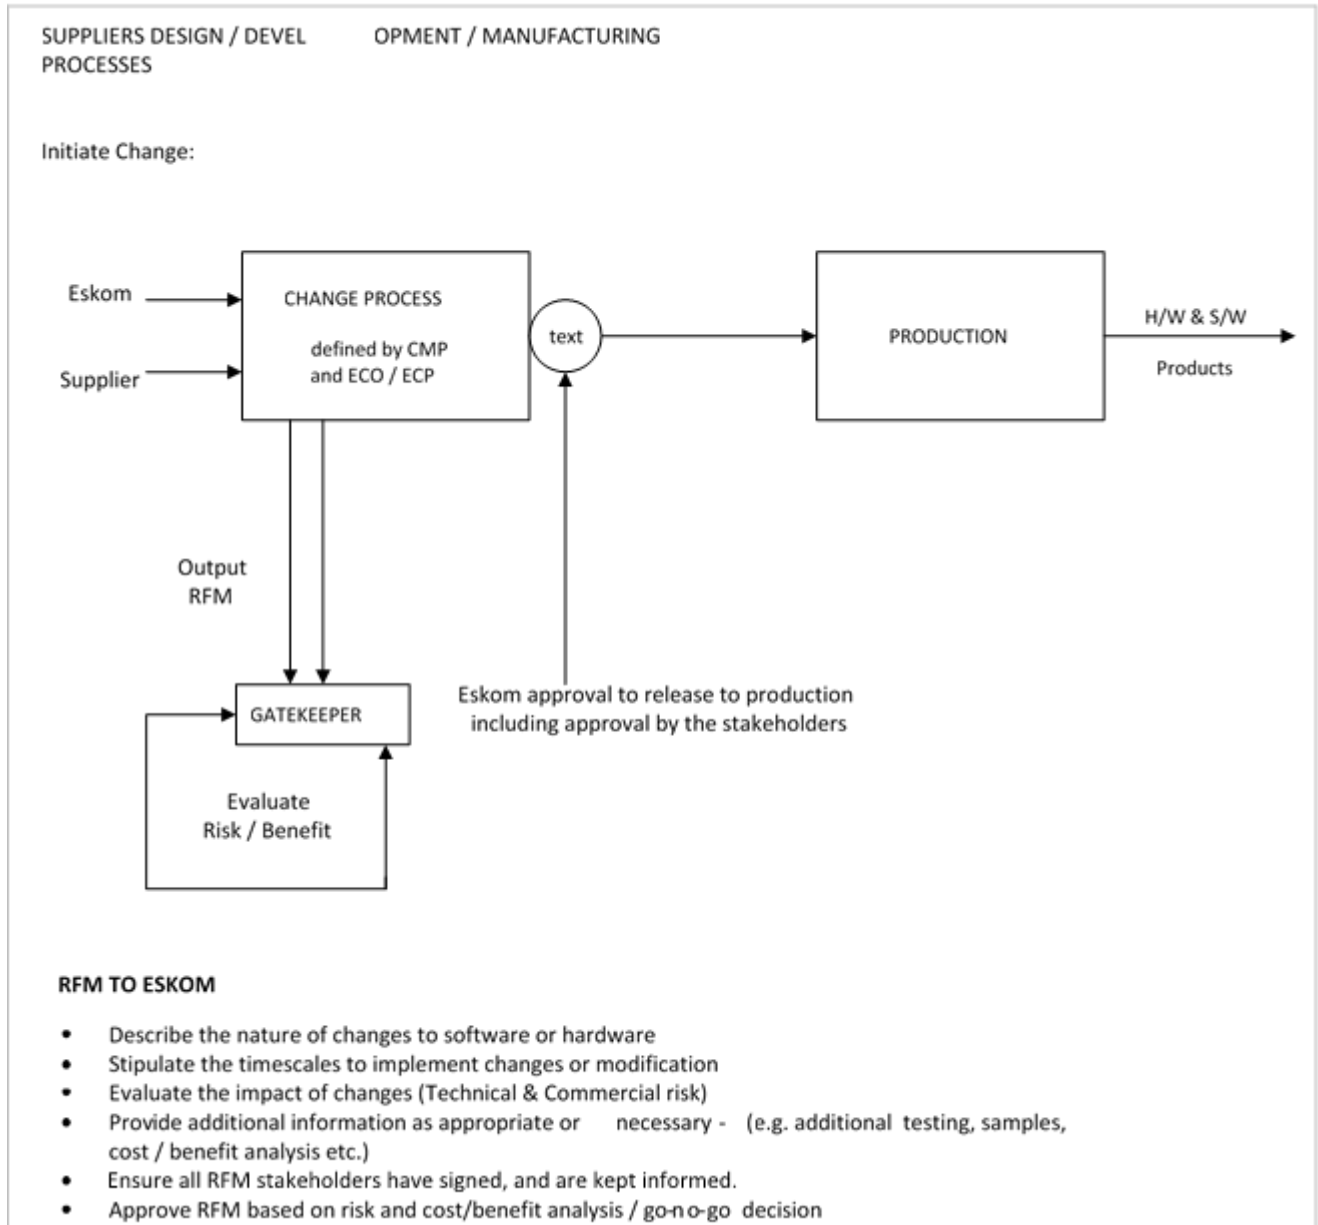 SUPPLIERS DESIGN / DEVEL OPMENT / MANUFACTURING
PROCESSES
Initiate Change:
Eskom
Supplier
CHANGE PROCESS
defined by CMP
and ECO / ECP
text
PRODUCTION
H/W & S/W
Products
Output
RFM
GATEKEEPER
Eskom approval to release to production
including approval by the stakeholders
Evaluate
Risk / Benefit
RFM TO ESKOM
• Describe the nature of changes to software or hardware
• Stipulate the timescales to implement changes or modification
• Evaluate the impact of changes (Technical & Commercial risk)
• Provide additional information as appropriate or necessary - (e.g. additional testing, samples,
cost / benefit analysis etc.)
• Ensure all RFM stakeholders have signed, and are kept informed.
• Approve RFM based on risk and cost/benefit analysis / go-no-go decision